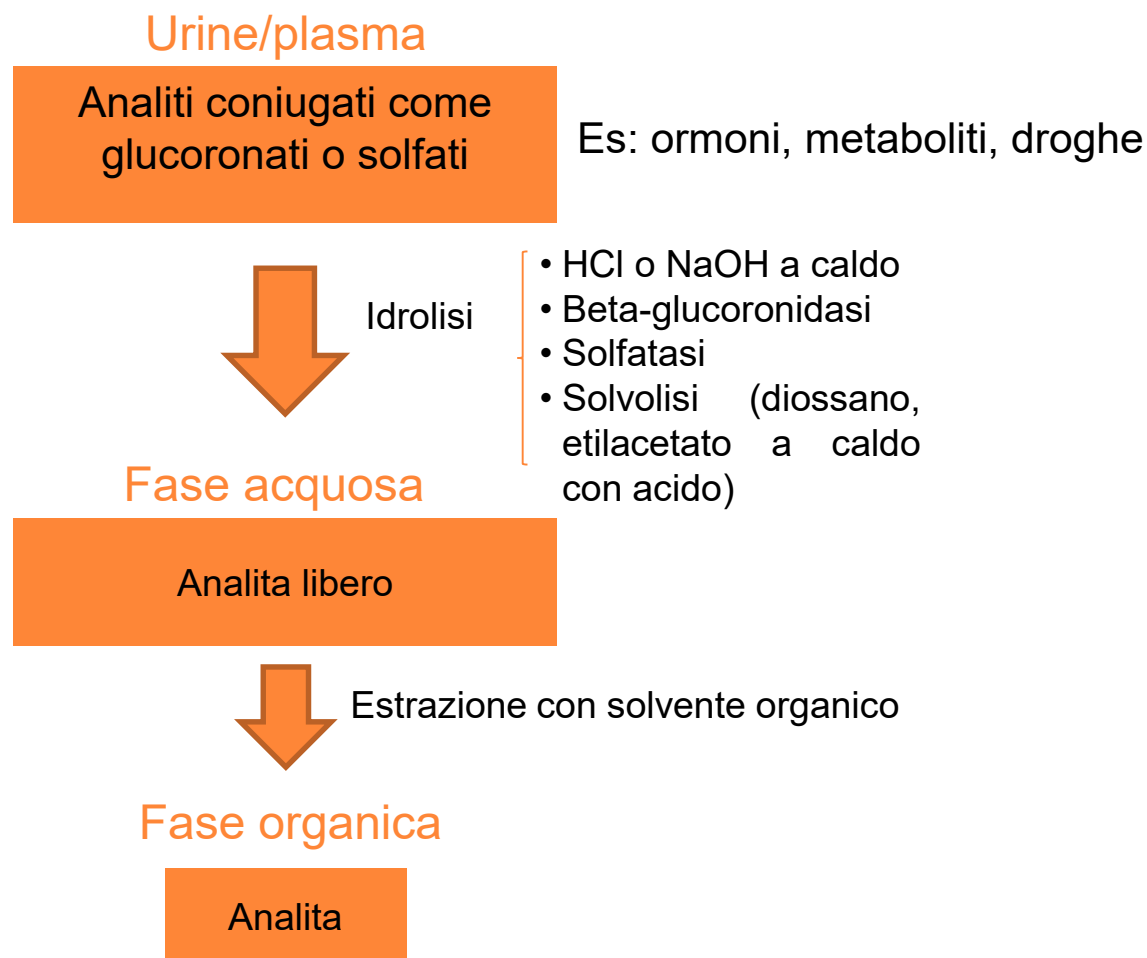 Urine/plasma
Analiti coniugati come
glucoronati o solfati
Es: ormoni, metaboliti, droghe
Idrolisi
• HCl o NaOH a caldo
• Beta-glucoronidasi
• Solfatasi
• Solvolisi (diossano,
etilacetato a caldo
con acido)
Fase acquosa
Analita libero
Estrazione con solvente organico
Fase organica
Analita